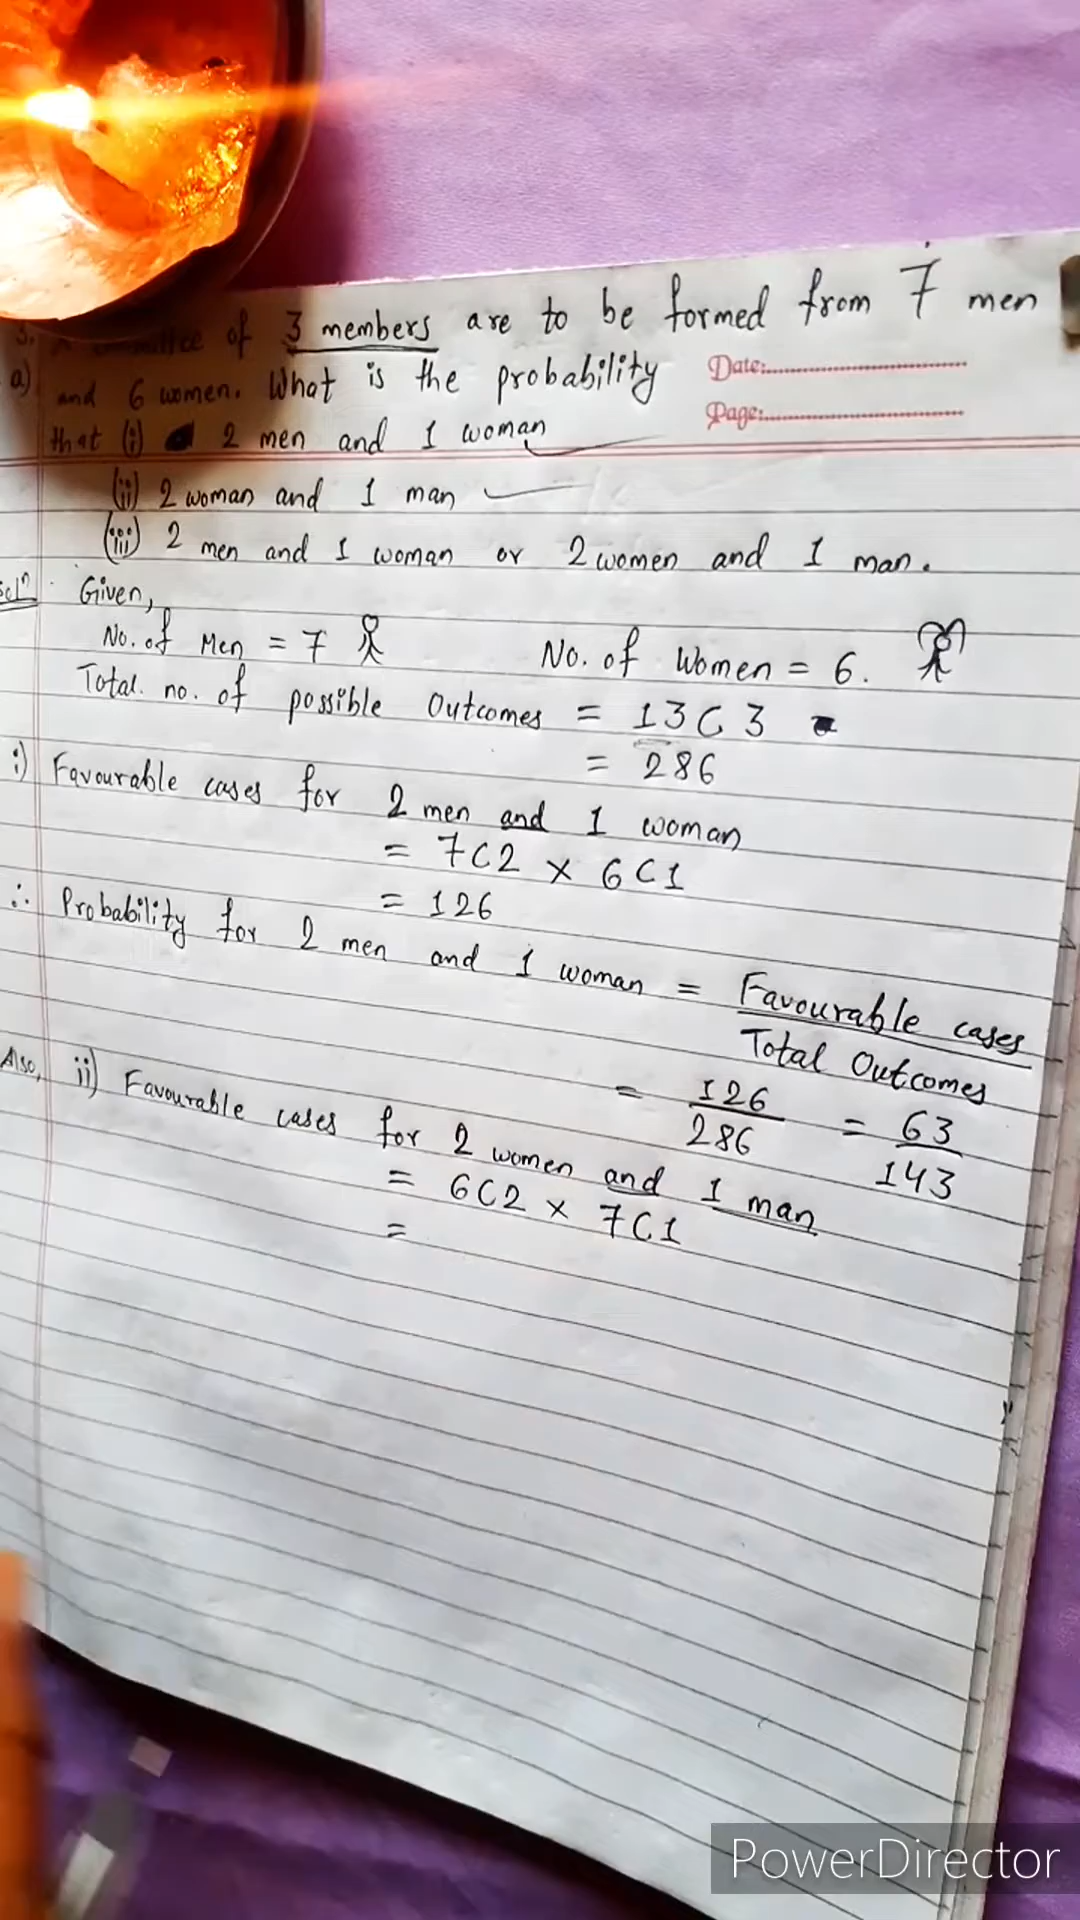 3. A committee of 3 members are to be formed from 7 men
a) and 6 women. What is the probability
Date:
Page:
that (i) 2 men and 1 woman
(ii) 2 woman and 1 man
(iii) 2 men and 1 woman or 2 women and 1 man.
Solⁿ Given,
No. of Men = 7 No. of Women = 6.
Total no. of possible Outcomes = 13C3
= 286
i) Favourable cases for 2 men and 1 woman
= 7C2 × 6C1
= 126
∴ Probability for 2 men and 1 woman = Favourable cases
Total Outcomes
= 126/286 = 63/143
Also, ii) Favourable cases for 2 women and 1 man
= 6C2 × 7C1
=
PowerDirector